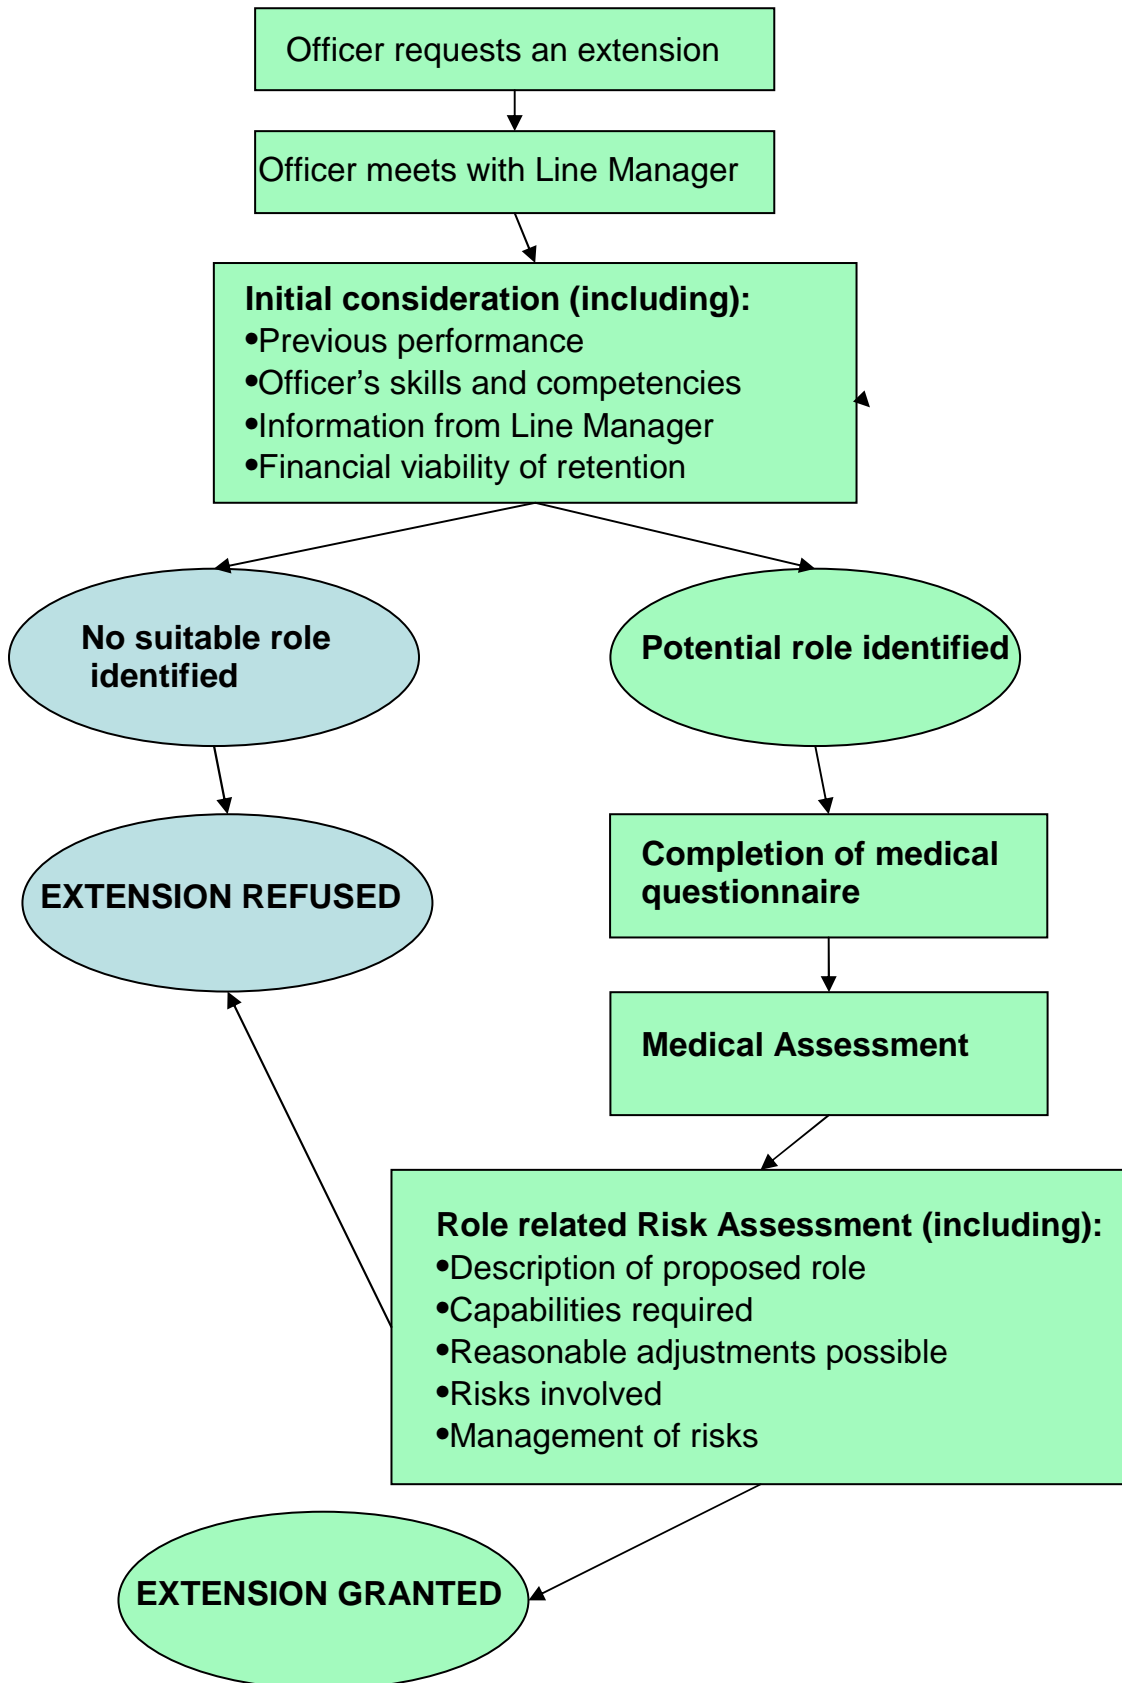 Officer requests an extension
Officer meets with Line Manager
Initial consideration (including):
•Previous performance
•Officer’s skills and competencies
•Information from Line Manager
•Financial viability of retention
No suitable role
identified
Potential role identified
EXTENSION REFUSED
Completion of medical
questionnaire
Medical Assessment
Role related Risk Assessment (including):
•Description of proposed role
•Capabilities required
•Reasonable adjustments possible
•Risks involved
•Management of risks
EXTENSION GRANTED